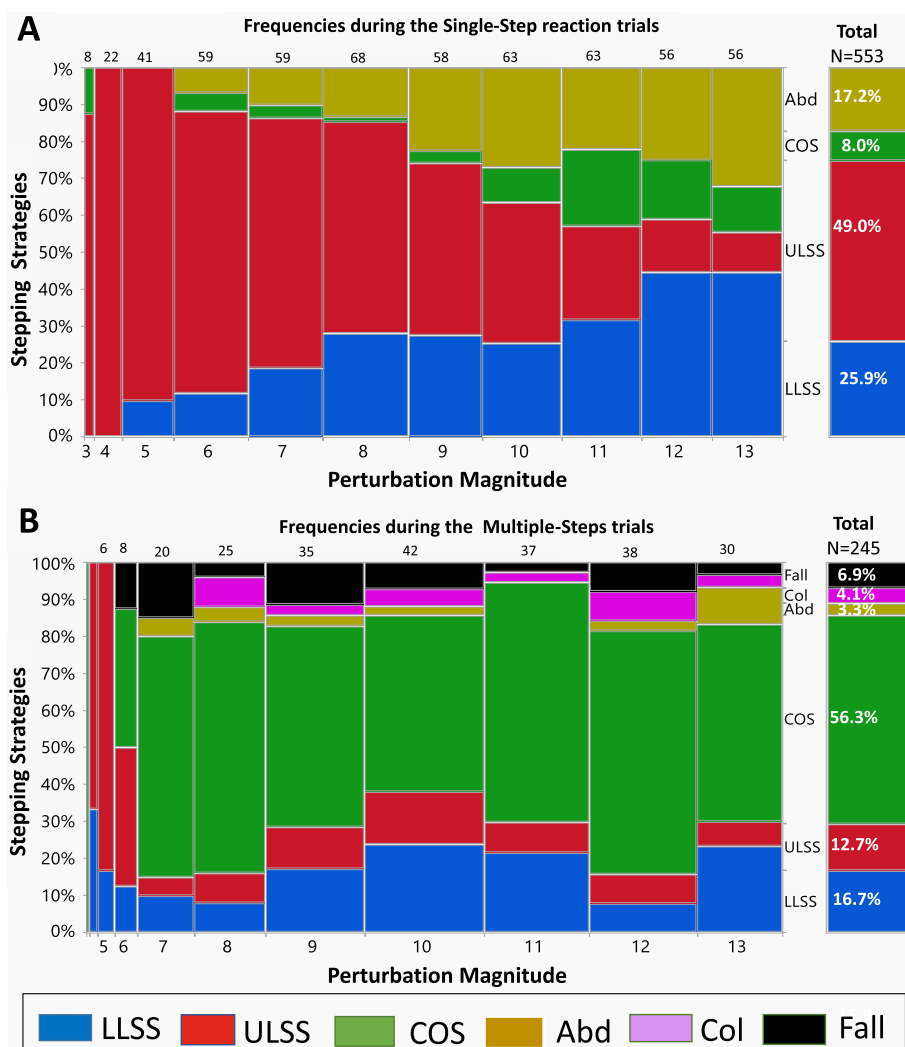 A
Frequencies during the Single-Step reaction trials
Total
N=553
8 22 41 59 59 68 58 63 63 56 56
Stepping Strategies
)%
90%
80%
70%
60%
50%
40%
30%
20%
10%
0%
Abd
COS
ULSS
LLSS
17.2%
8.0%
49.0%
25.9%
3 4 5 6 7 8 9 10 11 12 13
Perturbation Magnitude
B
Frequencies during the Multiple-Steps trials
Total
N=245
6 8 20 25 35 42 37 38 30
Stepping Strategies
100%
90%
80%
70%
60%
50%
40%
30%
20%
10%
0%
Fall
Col
Abd
COS
ULSS
LLSS
6.9%
4.1%
3.3%
56.3%
12.7%
16.7%
5 6 7 8 9 10 11 12 13
Perturbation Magnitude
LLSS ULSS COS Abd Col Fall